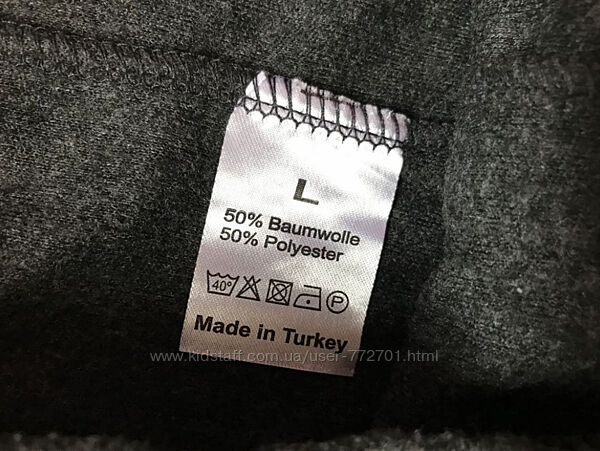 L
50% Baumwolle
50% Polyester
40° P
Made in Turkey
www.kidstaff.com.ua/user-772701.html